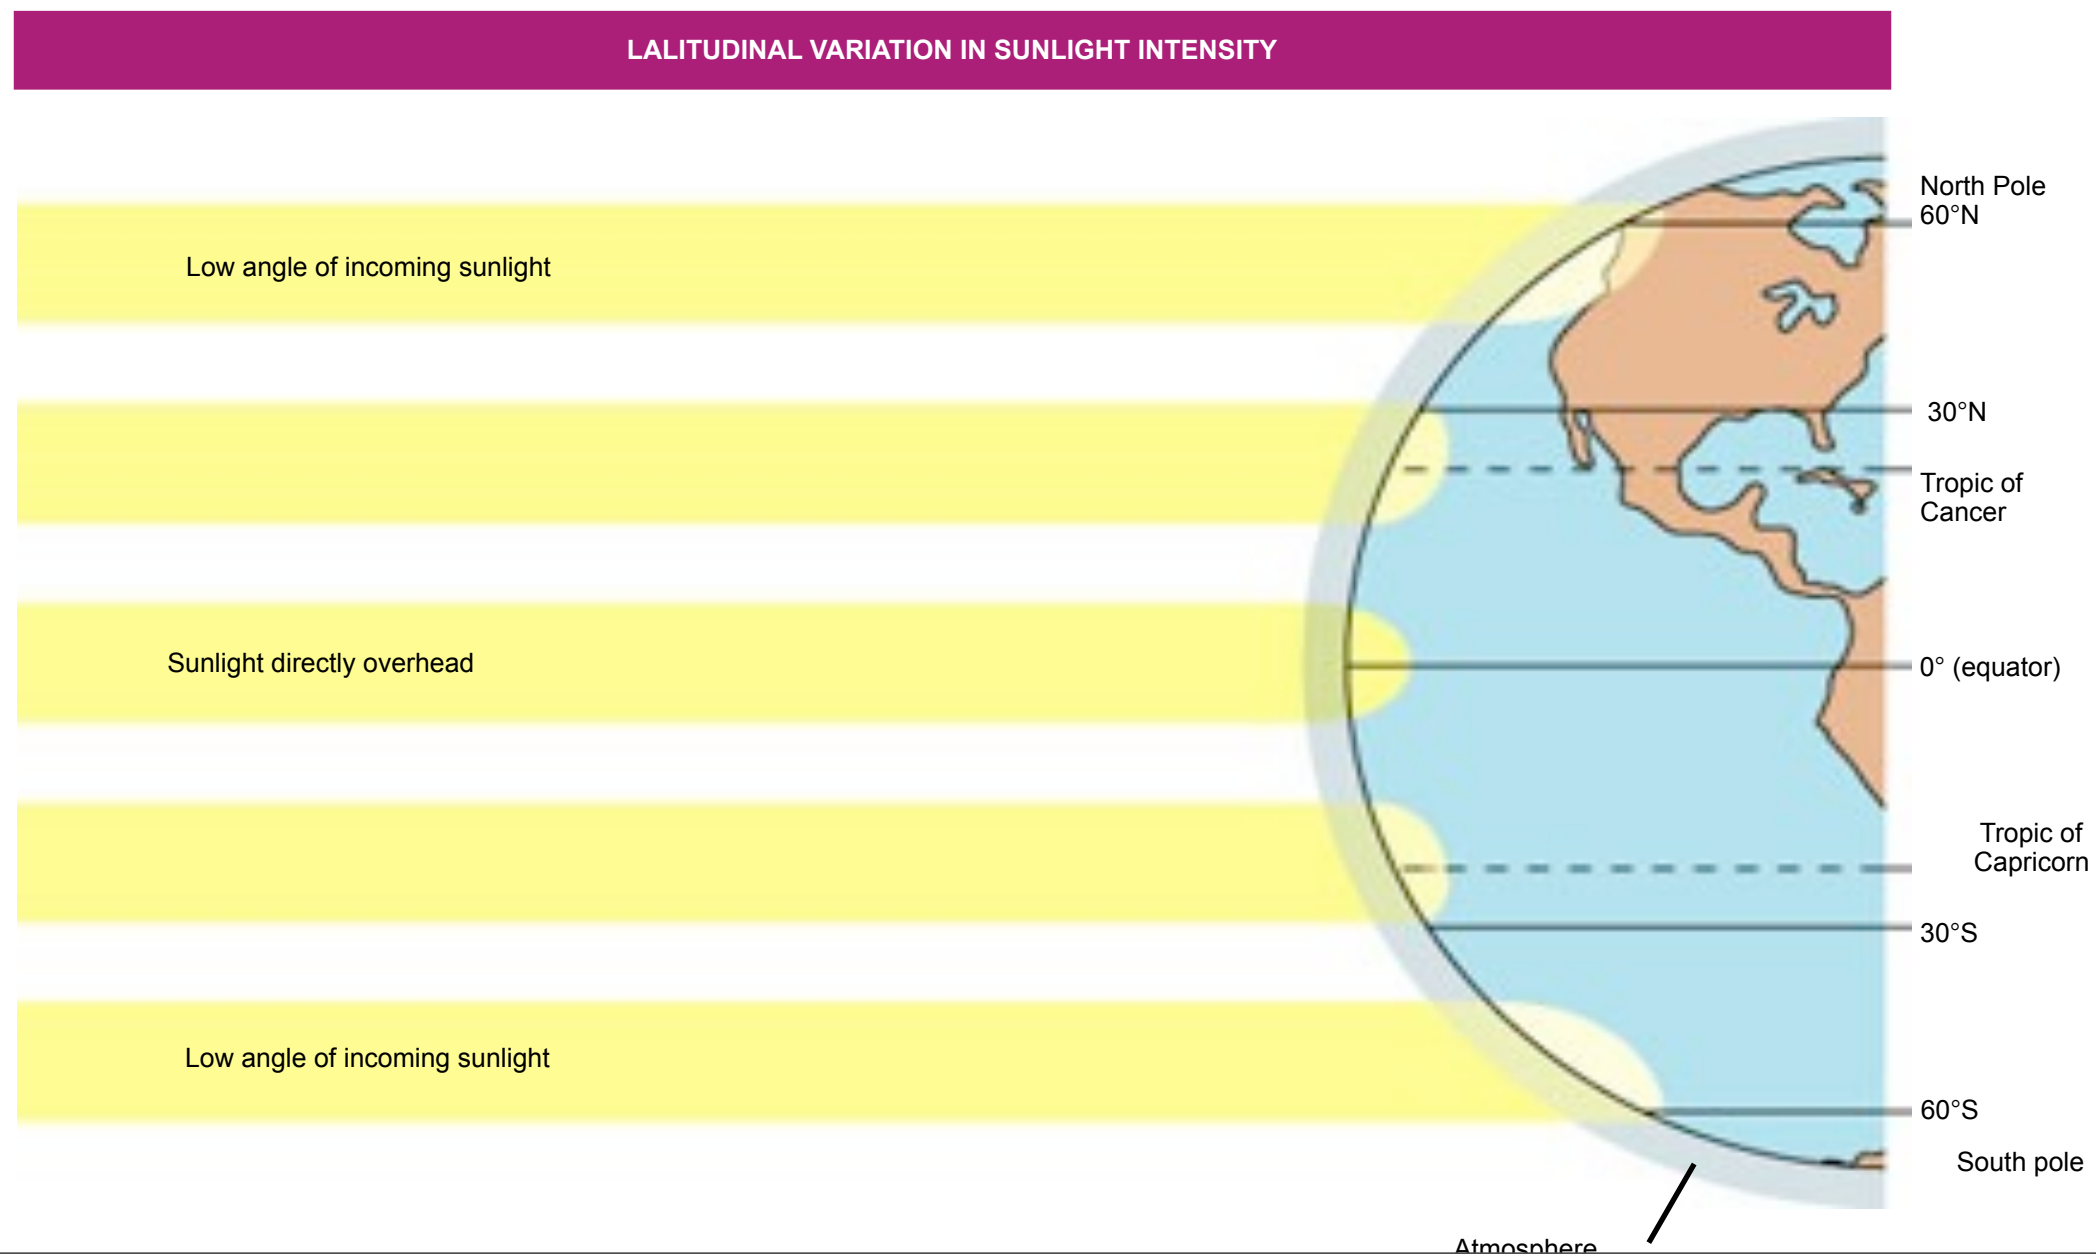 LALITUDINAL VARIATION IN SUNLIGHT INTENSITY
North Pole
60°N
Low angle of incoming sunlight
30°N
Tropic of
Cancer
Sunlight directly overhead
0° (equator)
Tropic of
Capricorn
30°S
Low angle of incoming sunlight
60°S
South pole
Atmosphere